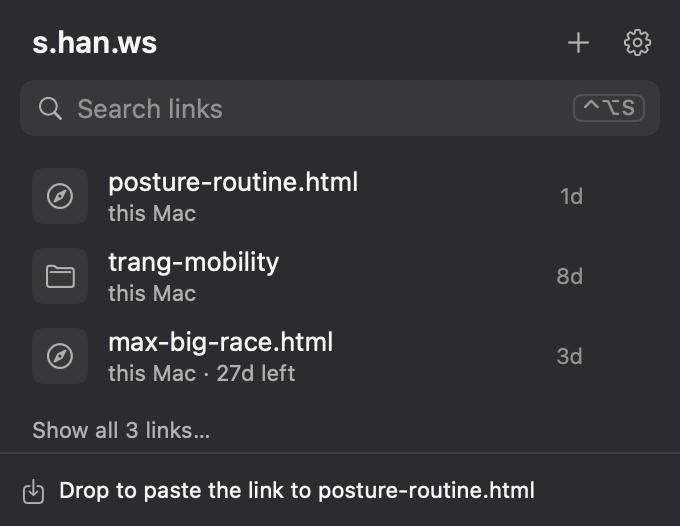 s.han.ws
Search links
⌃⌥S
posture-routine.html
this Mac
1d
trang-mobility
this Mac
8d
max-big-race.html
this Mac · 27d left
3d
Show all 3 links...
Drop to paste the link to posture-routine.html